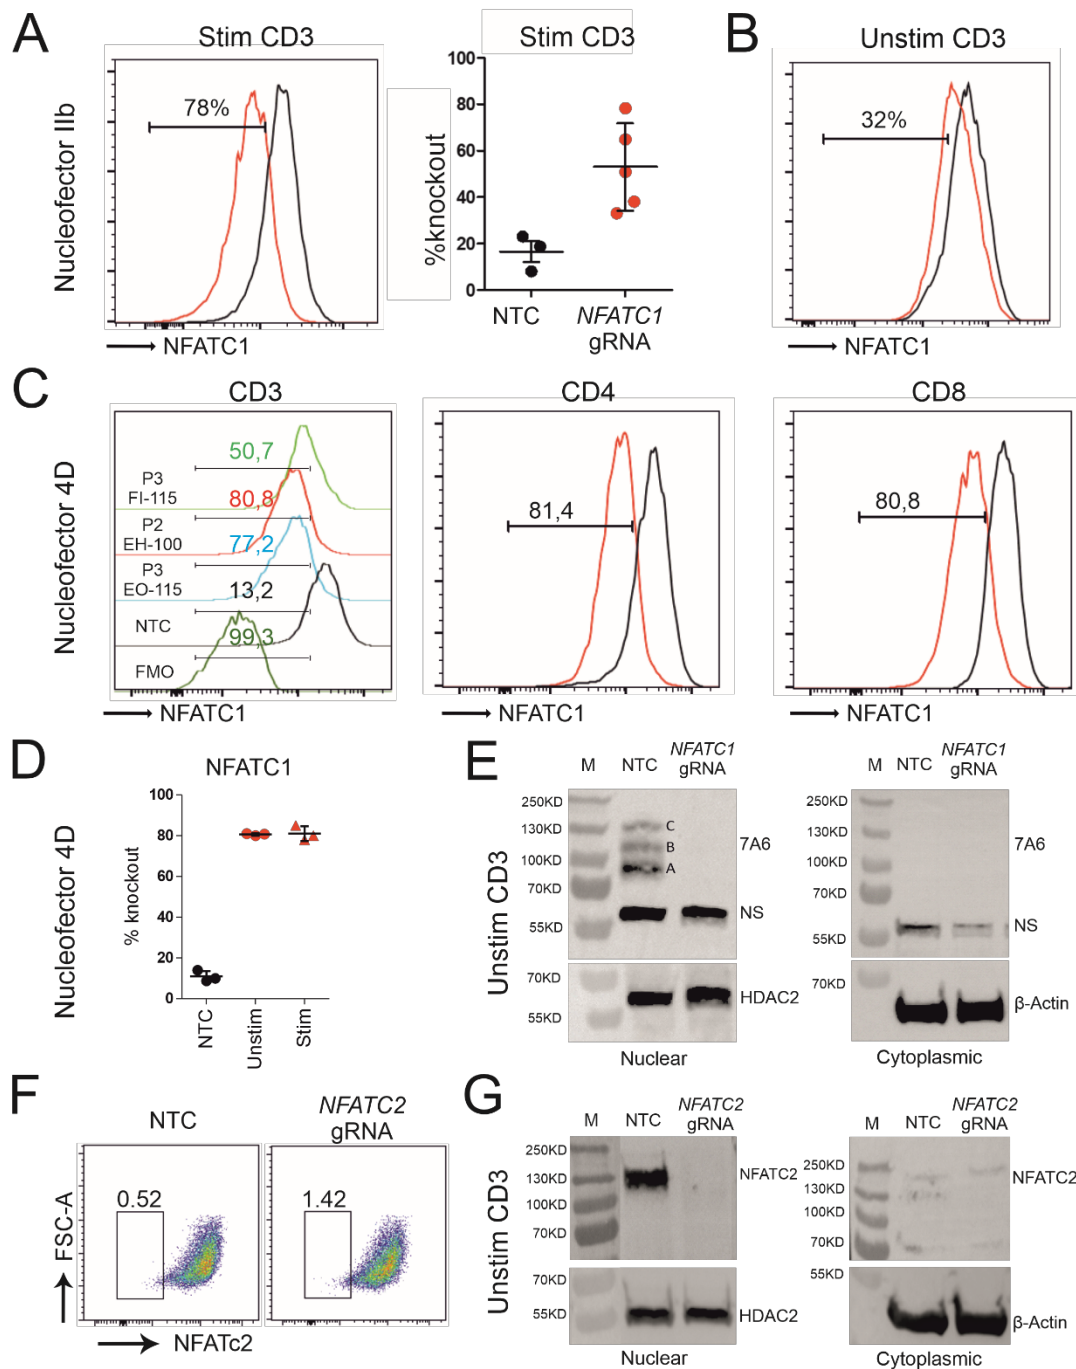 A
Stim CD3
Stim CD3
B
Unstim CD3
Nucleofector IIb
78%
NFATC1
%knockout
100
80
60
40
20
0
NTC
NFATC1
gRNA
32%
NFATC1
C
CD3
CD4
CD8
Nucleofector 4D
P3
FI-115
50,7
P2
EH-100
80,8
P3
EO-115
77,2
NTC
13,2
FMO
99,3
NFATC1
81,4
NFATC1
80,8
NFATC1
D
NFATC1
Nucleofector 4D
% knockout
100
80
60
40
20
0
NTC
Unstim
Stim
E
Unstim CD3
M
NTC
NFATC1
gRNA
250KD
130KD
100KD
70KD
55KD
C
B
A
7A6
NS
70KD
55KD
HDAC2
Nuclear
M
NTC
NFATC1
gRNA
250KD
130KD
100KD
70KD
55KD
7A6
NS
70KD
β-Actin
Cytoplasmic
F
NTC
NFATC2
gRNA
FSC-A
0.52
1.42
NFATc2
G
Unstim CD3
M
NTC
NFATC2
gRNA
250KD
130KD
100KD
70KD
NFATC2
70KD
55KD
HDAC2
Nuclear
M
NTC
NFATC2
gRNA
250KD
130KD
100KD
70KD
NFATC2
55KD
β-Actin
Cytoplasmic